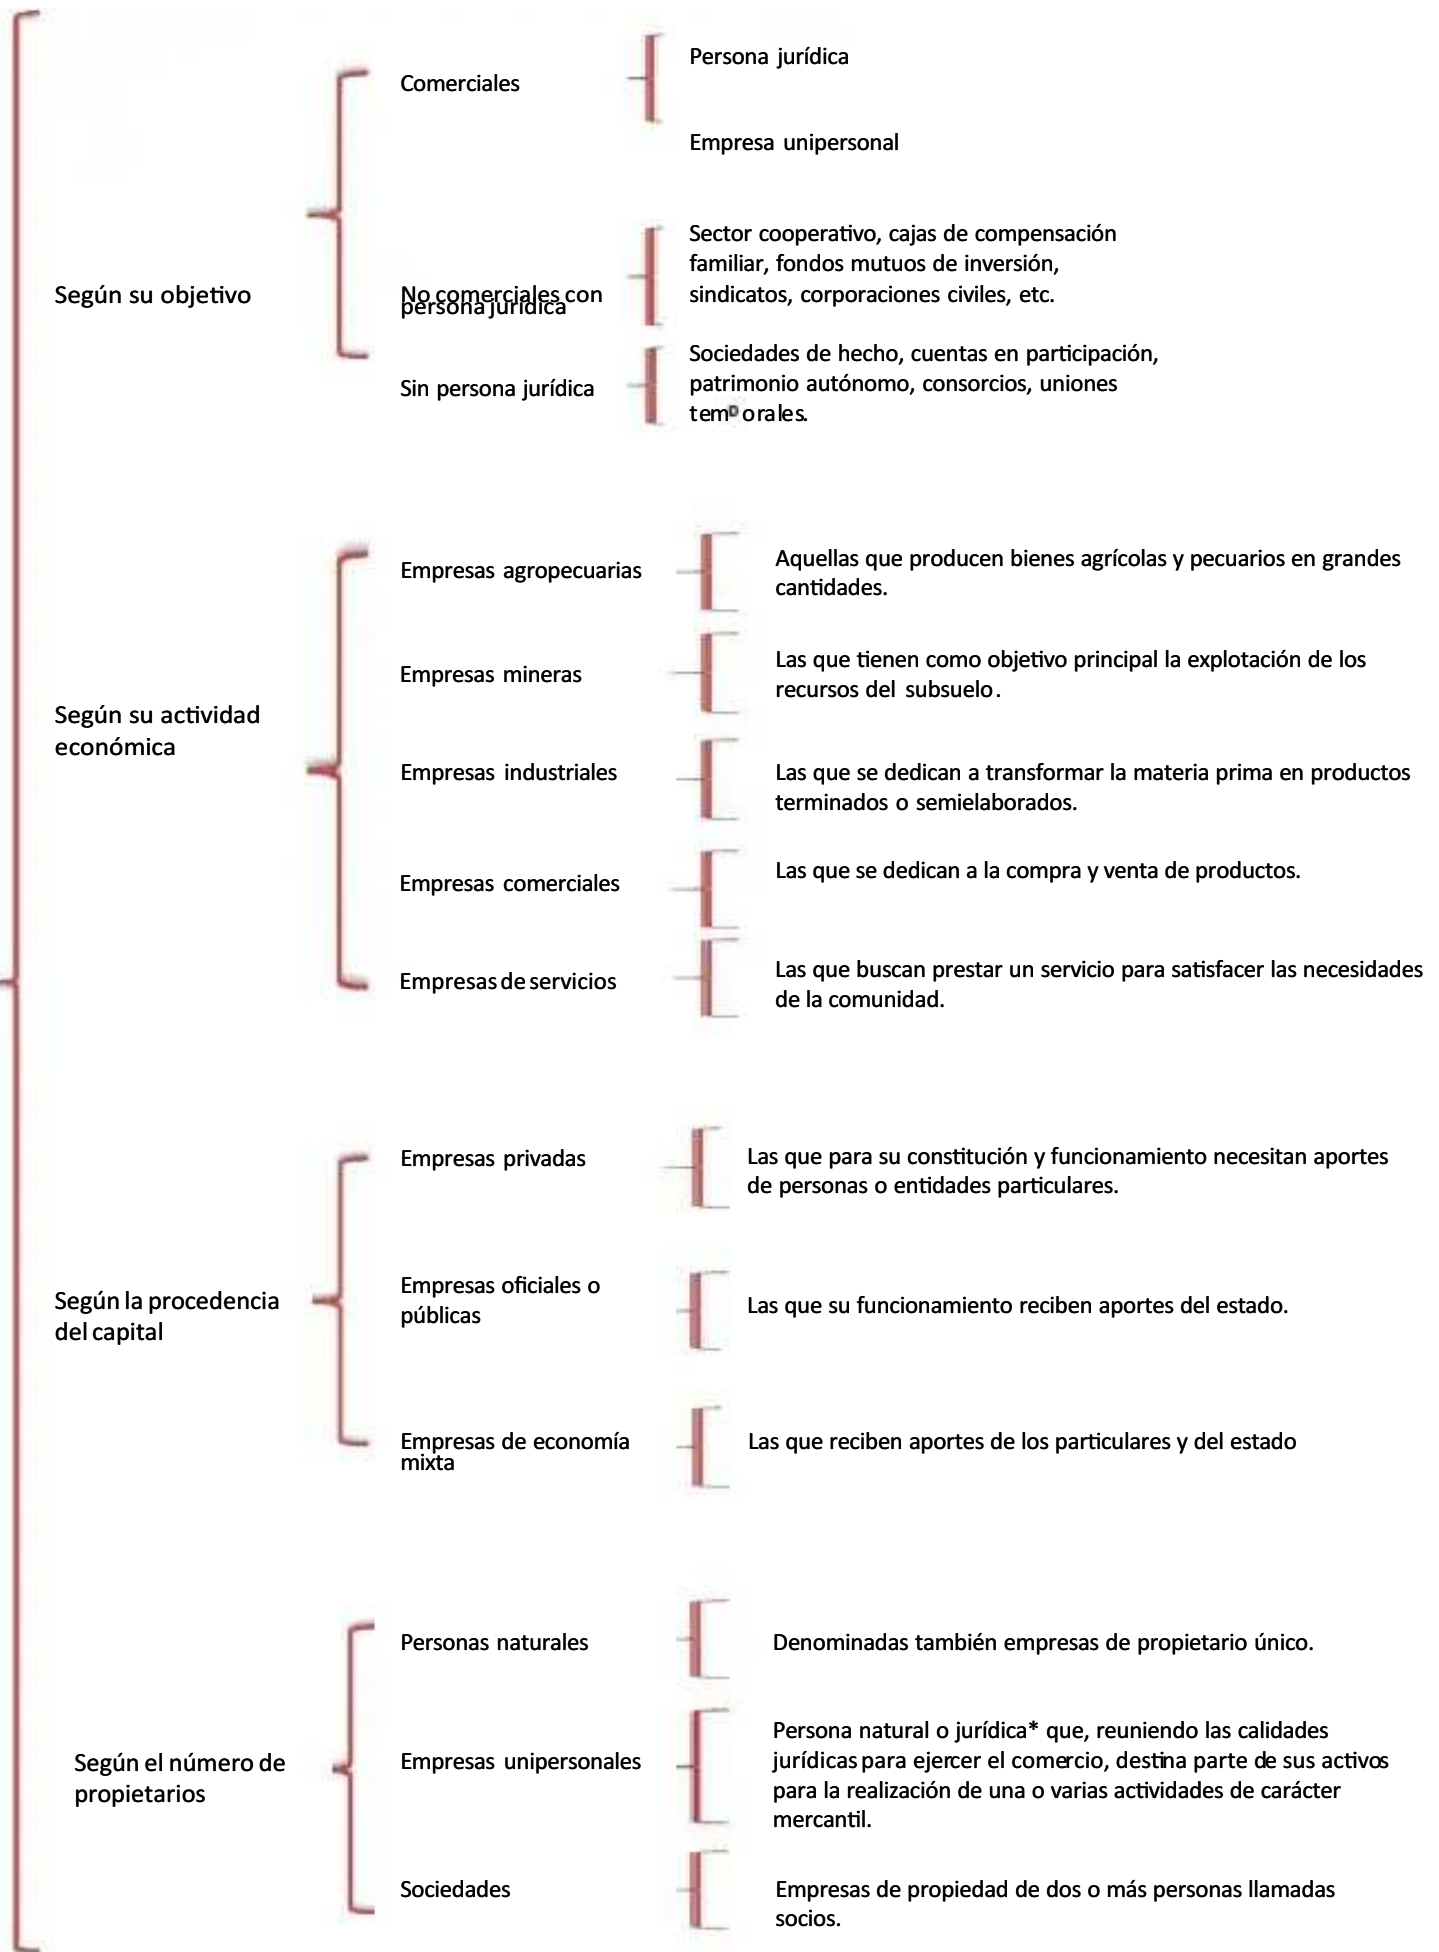 Comerciales
Persona jurídica
Empresa unipersonal
Según su objetivo
No comerciales con
persona jurídica
Sector cooperativo, cajas de compensación
familiar, fondos mutuos de inversión,
sindicatos, corporaciones civiles, etc.
Sin persona jurídica
Sociedades de hecho, cuentas en participación,
patrimonio autónomo, consorcios, uniones
temporales.
Según su actividad
económica
Empresas agropecuarias
Aquellas que producen bienes agrícolas y pecuarios en grandes
cantidades.
Empresas mineras
Las que tienen como objetivo principal la explotación de los
recursos del subsuelo.
Empresas industriales
Las que se dedican a transformar la materia prima en productos
terminados o semielaborados.
Empresas comerciales
Las que se dedican a la compra y venta de productos.
Empresas de servicios
Las que buscan prestar un servicio para satisfacer las necesidades
de la comunidad.
Según la procedencia
del capital
Empresas privadas
Las que para su constitución y funcionamiento necesitan aportes
de personas o entidades particulares.
Empresas oficiales o
públicas
Las que su funcionamiento reciben aportes del estado.
Empresas de economía
mixta
Las que reciben aportes de los particulares y del estado
Según el número de
propietarios
Personas naturales
Denominadas también empresas de propietario único.
Empresas unipersonales
Persona natural o jurídica* que, reuniendo las calidades
jurídicas para ejercer el comercio, destina parte de sus activos
para la realización de una o varias actividades de carácter
mercantil.
Sociedades
Empresas de propiedad de dos o más personas llamadas
socios.